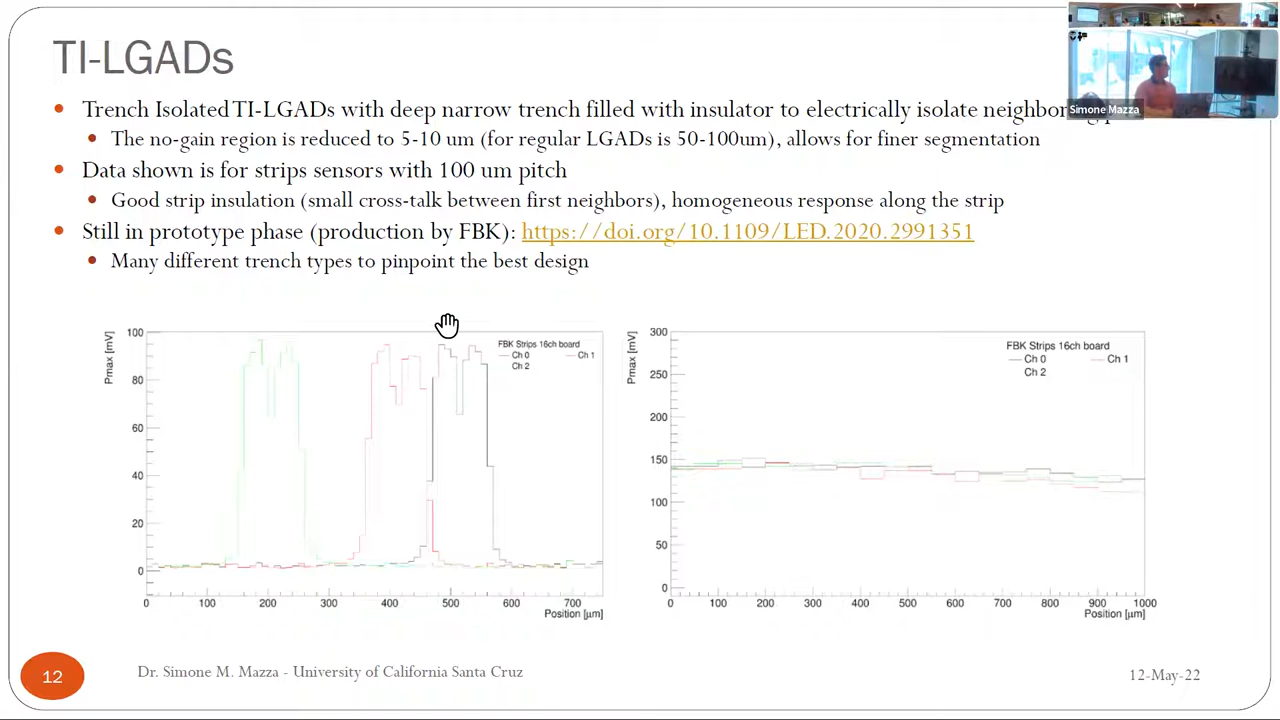 TI-LGADs
Trench Isolated TI-LGADs with deep narrow trench filled with insulator to electrically isolate neighboring
The no-gain region is reduced to 5-10 um (for regular LGADs is 50-100um), allows for finer segmentation
Data shown is for strips sensors with 100 um pitch
Good strip insulation (small cross-talk between first neighbors), homogeneous response along the strip
Still in prototype phase (production by FBK): https://doi.org/10.1109/LED.2020.2991351
Many different trench types to pinpoint the best design
Simone Mazza
Pmax [mV]
100
80
60
40
20
0
0 100 200 300 400 500 600 700
Position [µm]
FBK Strips 16ch board
Ch 0 Ch 1
Ch 2
Pmax [mV]
300
250
200
150
100
50
0
0 100 200 300 400 500 600 700 800 900 1000
Position [µm]
FBK Strips 16ch board
Ch 0 Ch 1
Ch 2
12
Dr. Simone M. Mazza - University of California Santa Cruz
12-May-22